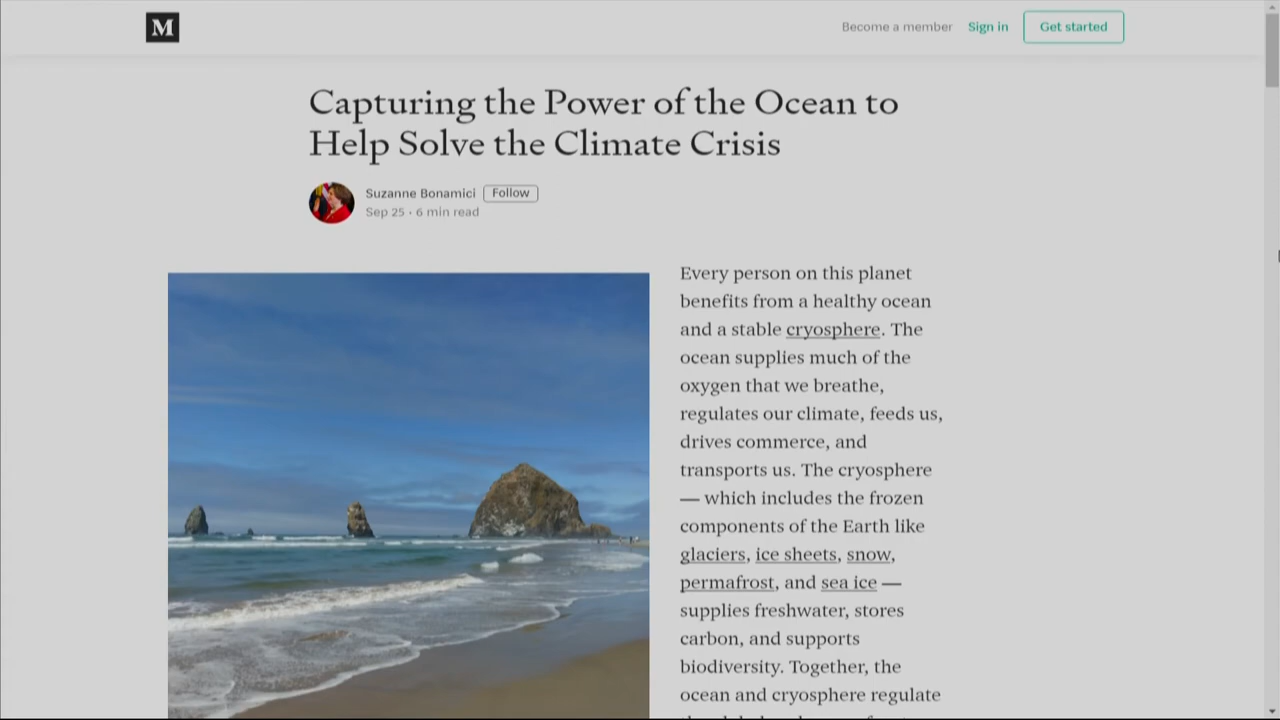 M
Become a member
Sign in
Get started
Capturing the Power of the Ocean to
Help Solve the Climate Crisis
Suzanne Bonamici
Follow
Sep 25 · 6 min read
Every person on this planet
benefits from a healthy ocean
and a stable cryosphere. The
ocean supplies much of the
oxygen that we breathe,
regulates our climate, feeds us,
drives commerce, and
transports us. The cryosphere
— which includes the frozen
components of the Earth like
glaciers, ice sheets, snow,
permafrost, and sea ice —
supplies freshwater, stores
carbon, and supports
biodiversity. Together, the
ocean and cryosphere regulate